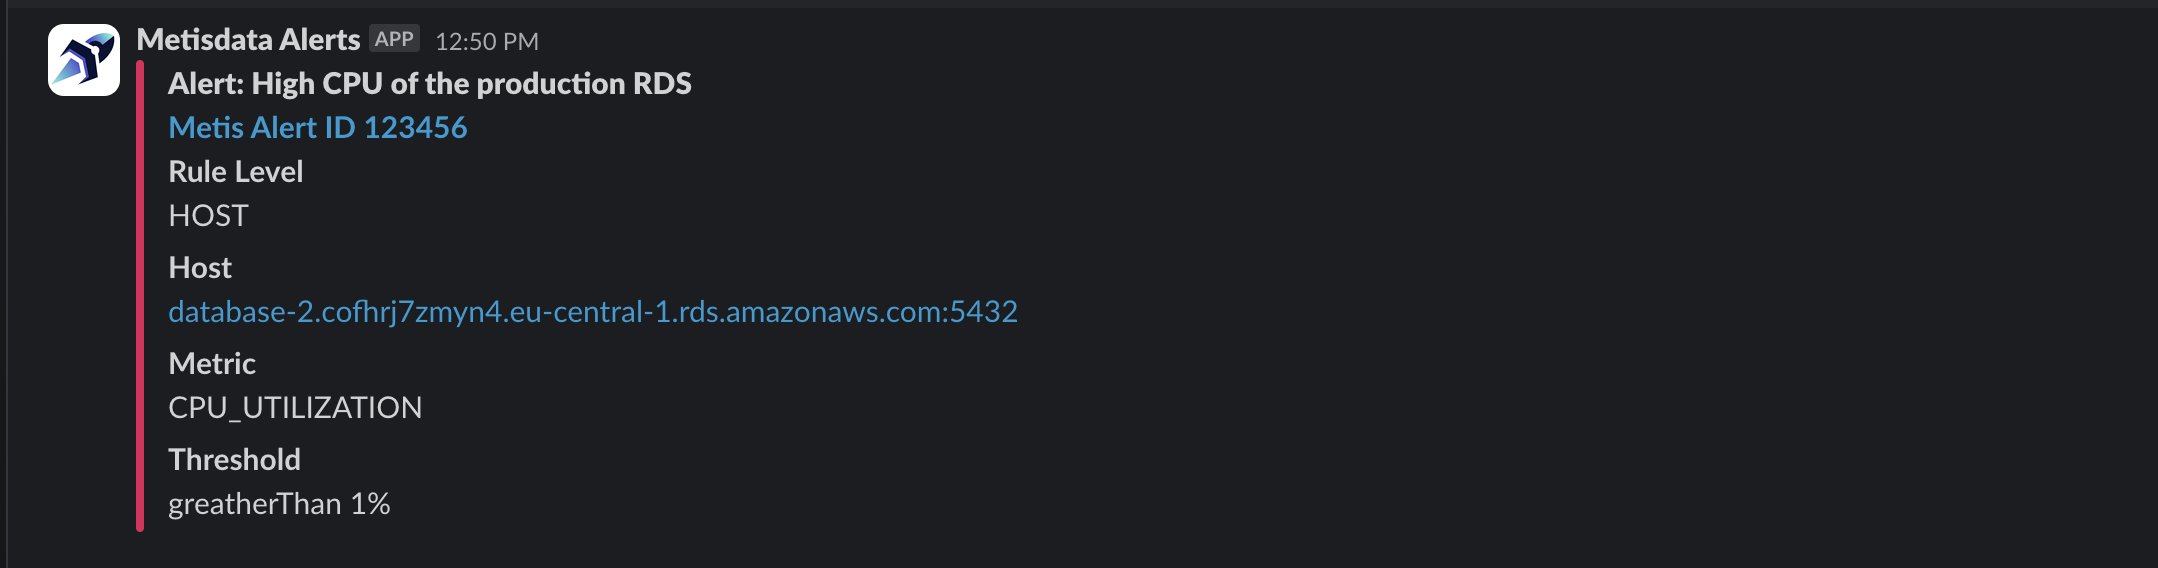 Metisdata Alerts APP 12:50 PM
Alert: High CPU of the production RDS
Metis Alert ID 123456
Rule Level
HOST
Host
database-2.cofhrj7zmyn4.eu-central-1.rds.amazonaws.com:5432
Metric
CPU_UTILIZATION
Threshold
greatherThan 1%